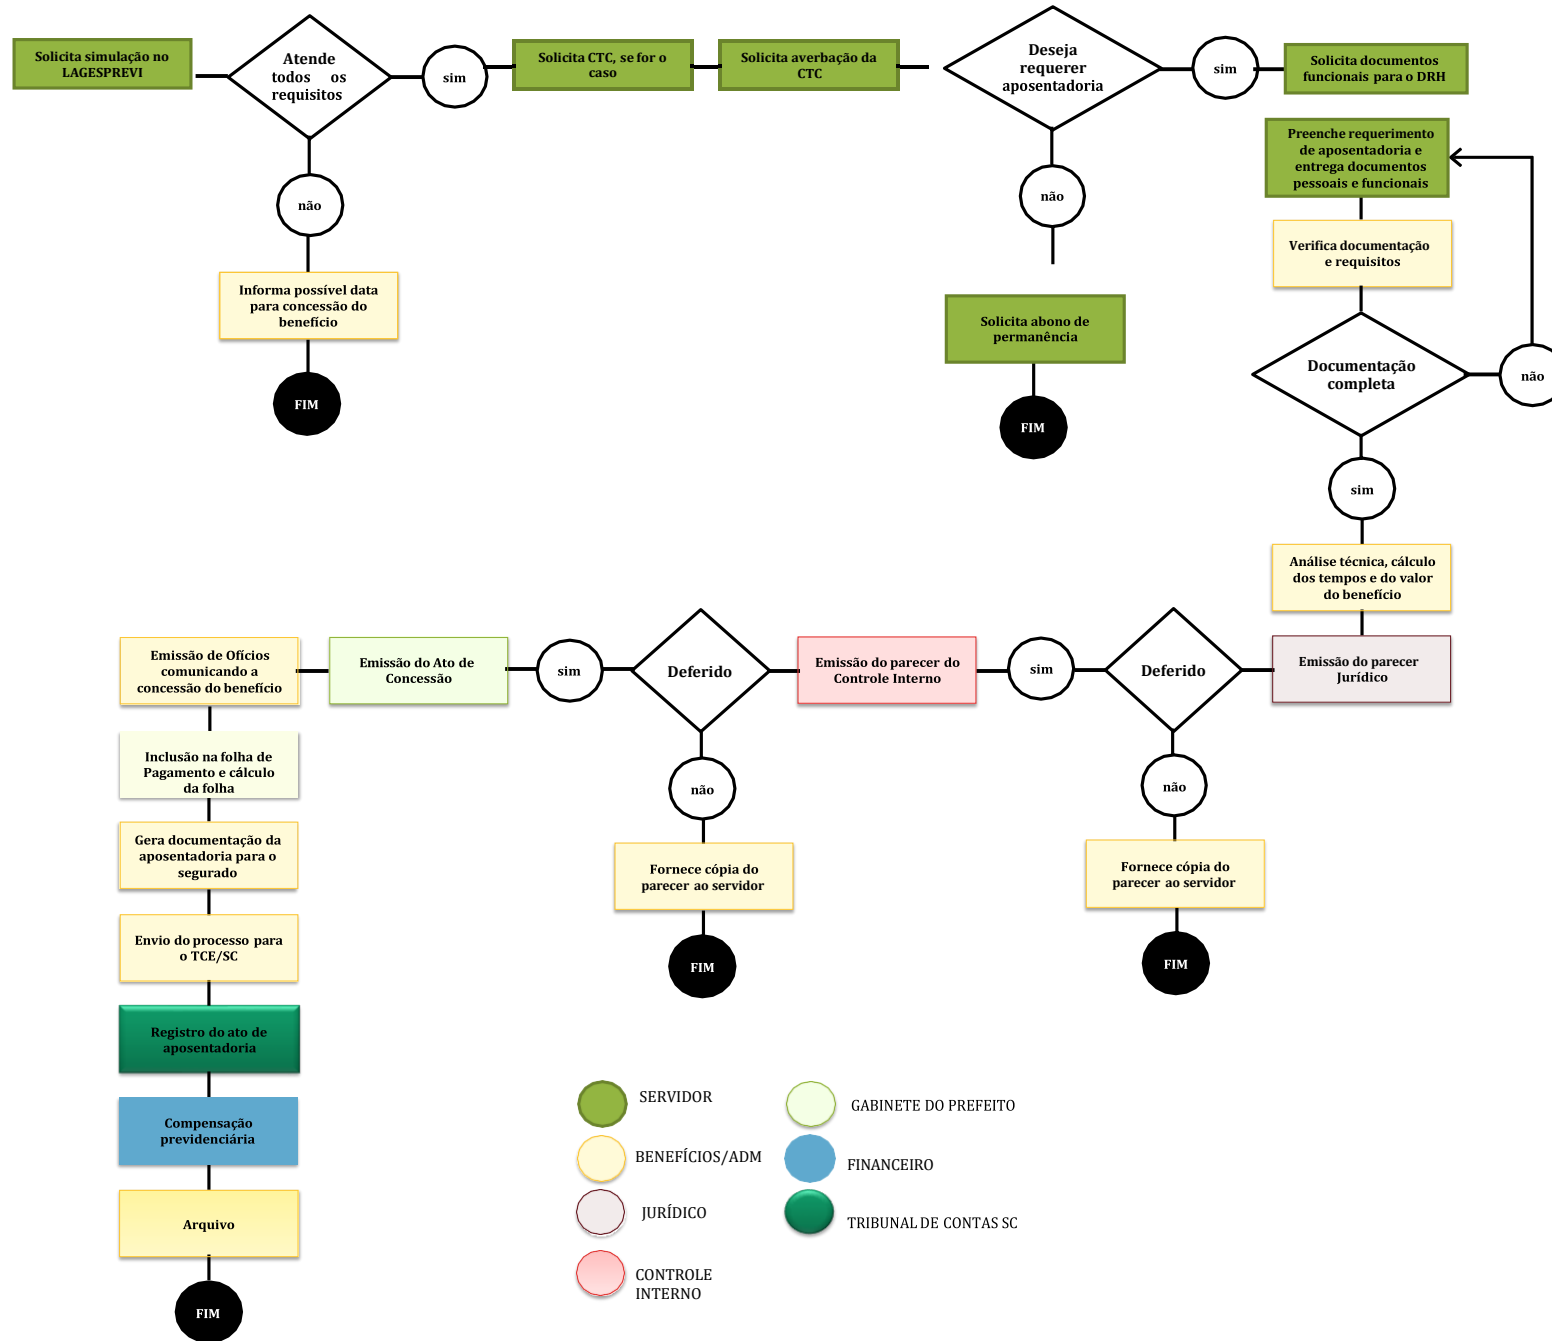 Solicita simulação no
LAGESPREVI
Atende
todos os
requisitos
sim
Solicita CTC, se for o
caso
Solicita averbação da
CTC
Deseja
requerer
aposentadoria
sim
Solicita documentos
funcionais para o DRH
não
Informa possível data
para concessão do
benefício
FIM
não
Solicita abono de
permanência
FIM
Preenche requerimento
de aposentadoria e
entrega documentos
pessoais e funcionais
Verifica documentação
e requisitos
Documentação
completa
não
sim
Análise técnica, cálculo
dos tempos e do valor
do benefício
Emissão do parecer
Jurídico
Deferido
sim
não
Fornece cópia do
parecer ao servidor
FIM
Emissão do parecer do
Controle Interno
Deferido
sim
não
Fornece cópia do
parecer ao servidor
FIM
Emissão do Ato de
Concessão
Emissão de Ofícios
comunicando a
concessão do benefício
Inclusão na folha de
Pagamento e cálculo
da folha
Gera documentação da
aposentadoria para o
segurado
Envio do processo para
o TCE/SC
Registro do ato de
aposentadoria
Compensação
previdenciária
Arquivo
FIM
SERVIDOR
BENEFÍCIOS/ADM
JURÍDICO
CONTROLE
INTERNO
GABINETE DO PREFEITO
FINANCEIRO
TRIBUNAL DE CONTAS SC